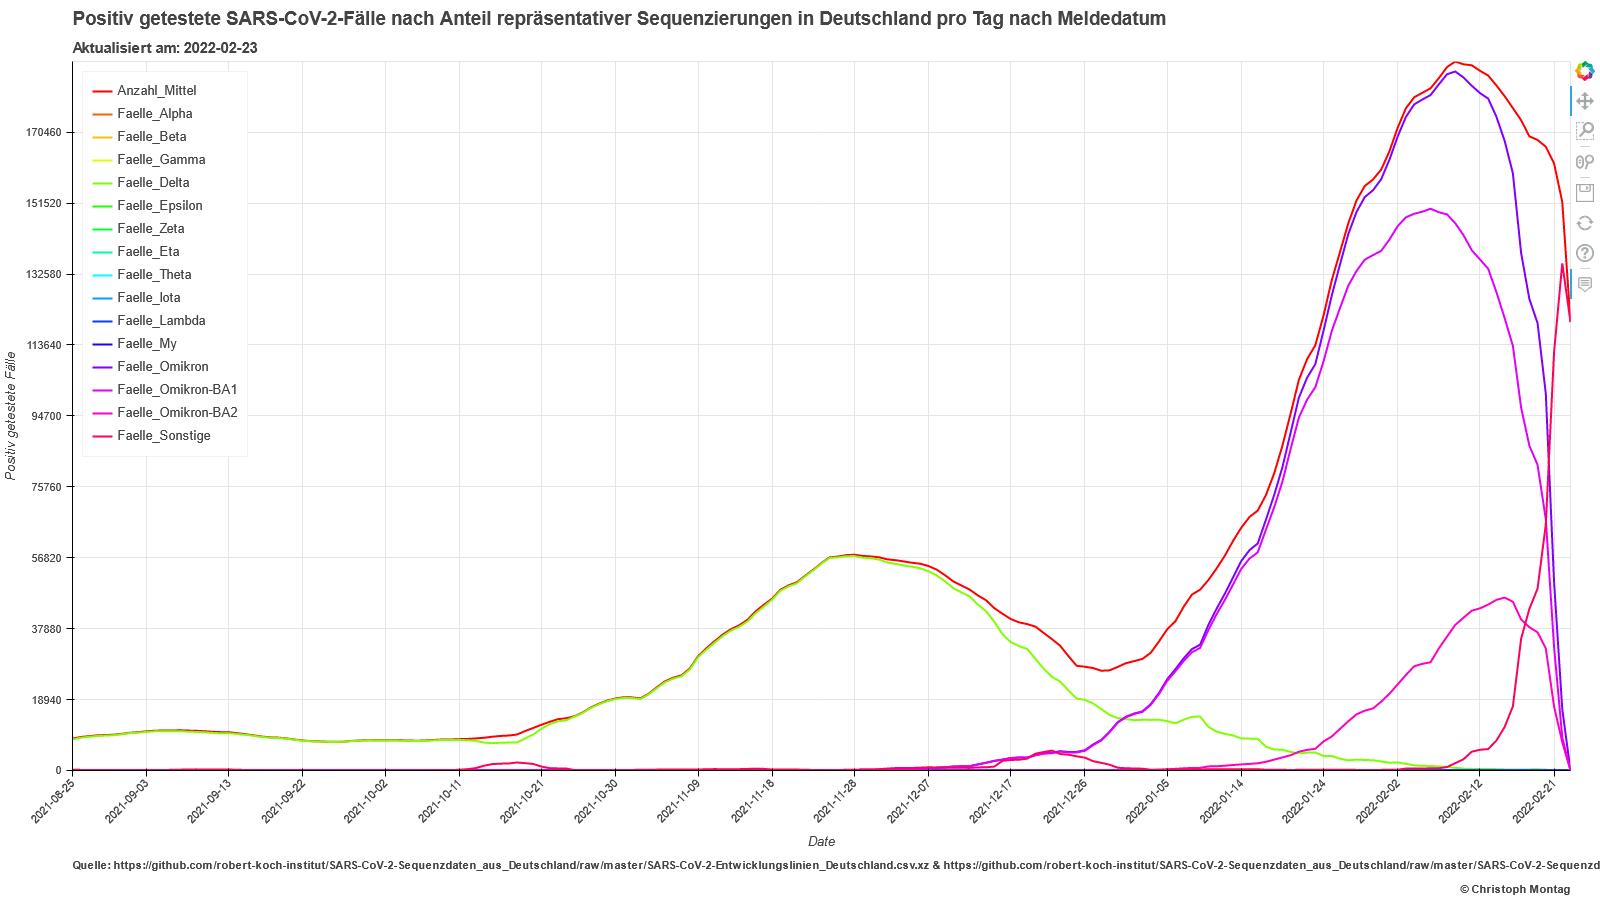 Positiv getestete SARS-CoV-2-Fälle nach Anteil repräsentativer Sequenzierungen in Deutschland pro Tag nach Meldedatum
Aktualisiert am: 2022-02-23
Anzahl_Mittel
Faelle_Alpha
Faelle_Beta
Faelle_Gamma
Faelle_Delta
Faelle_Epsilon
Faelle_Zeta
Faelle_Eta
Faelle_Theta
Faelle_Iota
Faelle_Lambda
Faelle_My
Faelle_Omikron
Faelle_Omikron-BA1
Faelle_Omikron-BA2
Faelle_Sonstige
Positiv getestete Fälle
170460
151520
132580
113640
94700
75760
56820
37880
18940
0
2021-08-25
2021-09-03
2021-09-13
2021-09-22
2021-10-02
2021-10-11
2021-10-21
2021-10-30
2021-11-09
2021-11-18
2021-11-28
2021-12-07
2021-12-17
2021-12-26
2022-01-05
2022-01-14
2022-01-24
2022-02-02
2022-02-12
2022-02-21
Date
Quelle: https://github.com/robert-koch-institut/SARS-CoV-2-Sequenzdaten_aus_Deutschland/raw/master/SARS-CoV-2-Entwicklungslinien_Deutschland.csv.xz & https://github.com/robert-koch-institut/SARS-CoV-2-Sequenzdaten_aus_Deutschland/raw/master/SARS-CoV-2-Sequenzd
© Christoph Montag